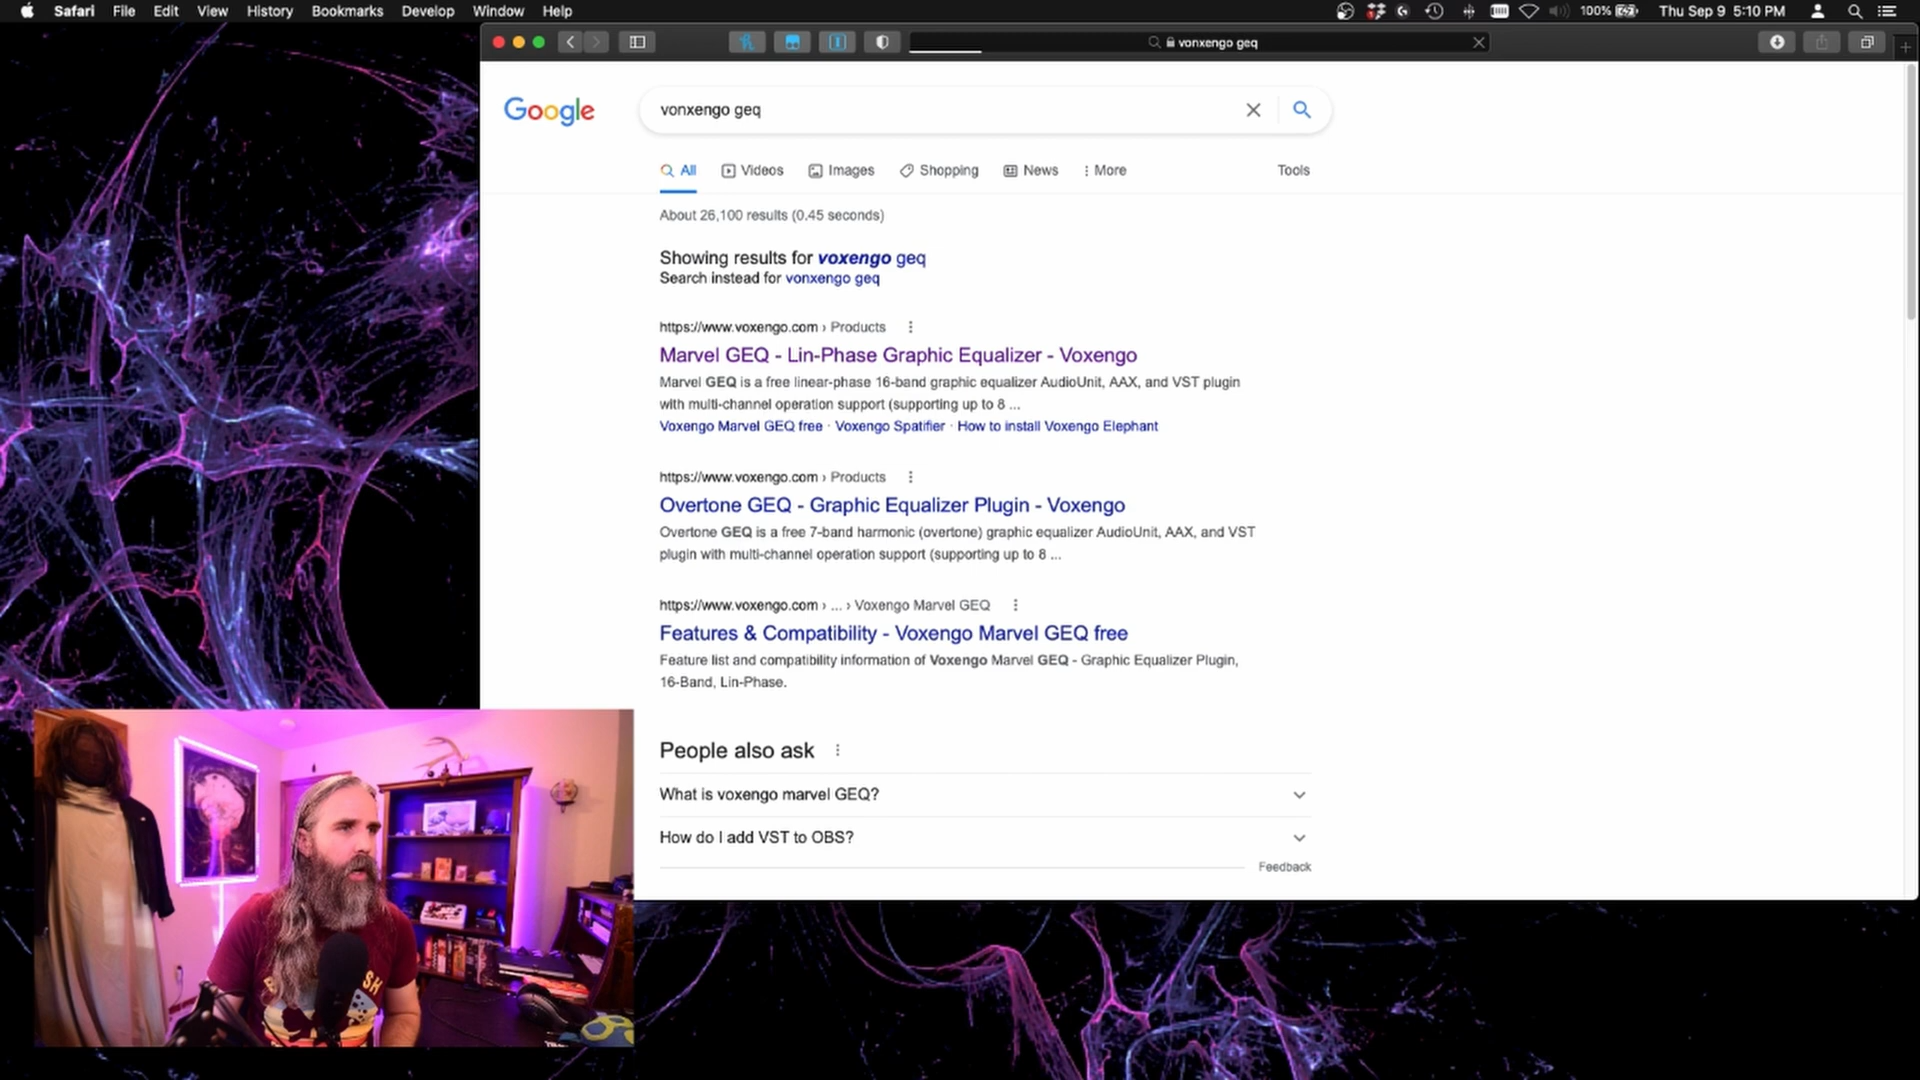 Safari File Edit View History Bookmarks Develop Window Help 100% Thu Sep 9 5:10 PM
vonxengo geq
Google vonxengo geq
All Videos Images Shopping News More Tools
About 26,100 results (0.45 seconds)
Showing results for voxengo geq
Search instead for vonxengo geq
https://www.voxengo.com › Products
Marvel GEQ - Lin-Phase Graphic Equalizer - Voxengo
Marvel GEQ is a free linear-phase 16-band graphic equalizer AudioUnit, AAX, and VST plugin
with multi-channel operation support (supporting up to 8 ...
Voxengo Marvel GEQ free · Voxengo Spatifier · How to install Voxengo Elephant
https://www.voxengo.com › Products
Overtone GEQ - Graphic Equalizer Plugin - Voxengo
Overtone GEQ is a free 7-band harmonic (overtone) graphic equalizer AudioUnit, AAX, and VST
plugin with multi-channel operation support (supporting up to 8 ...
https://www.voxengo.com › ... › Voxengo Marvel GEQ
Features & Compatibility - Voxengo Marvel GEQ free
Feature list and compatibility information of Voxengo Marvel GEQ - Graphic Equalizer Plugin,
16-Band, Lin-Phase.
People also ask
What is voxengo marvel GEQ?
How do I add VST to OBS?
Feedback